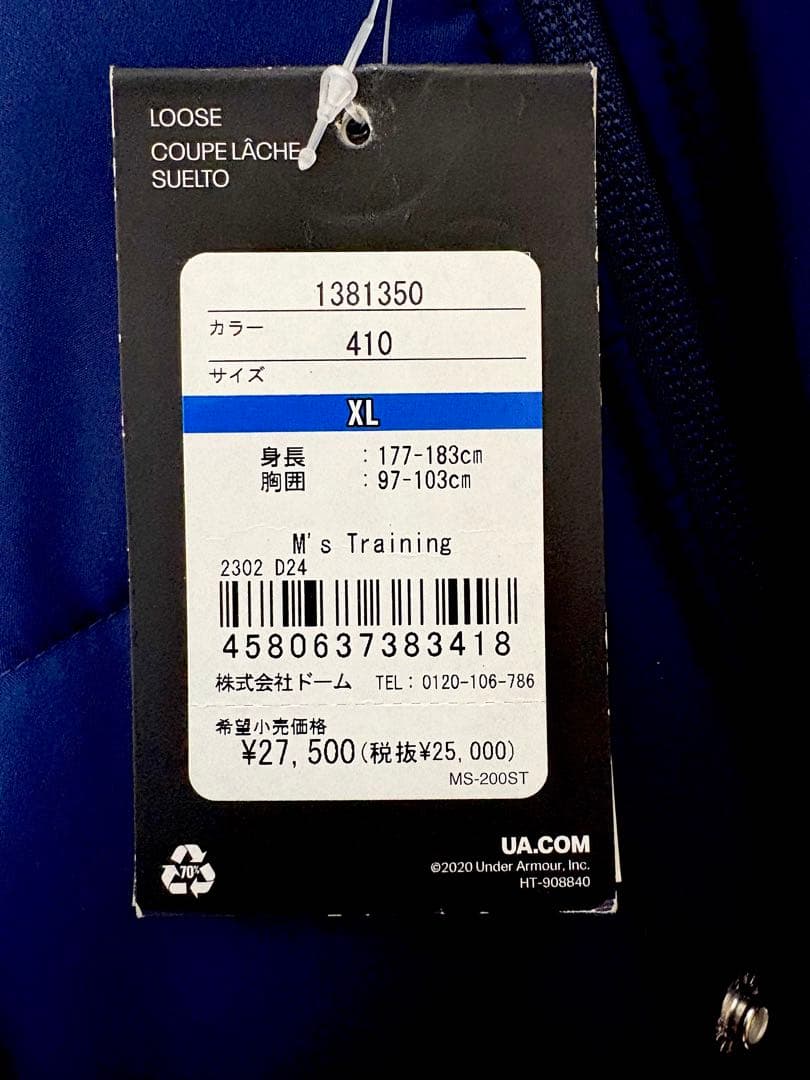 LOOSE
COUPE LÂCHE
SUELTO
1381350
カラー
410
サイズ
XL
身長 : 177-183cm
胸囲 : 97-103cm
M's Training
2302 D24
4580637383418
株式会社ドーム TEL: 0120-106-786
希望小売価格
¥27,500(税抜¥25,000)
MS-200ST
70%
UA.COM
©2020 Under Armour, Inc.
HT-908840